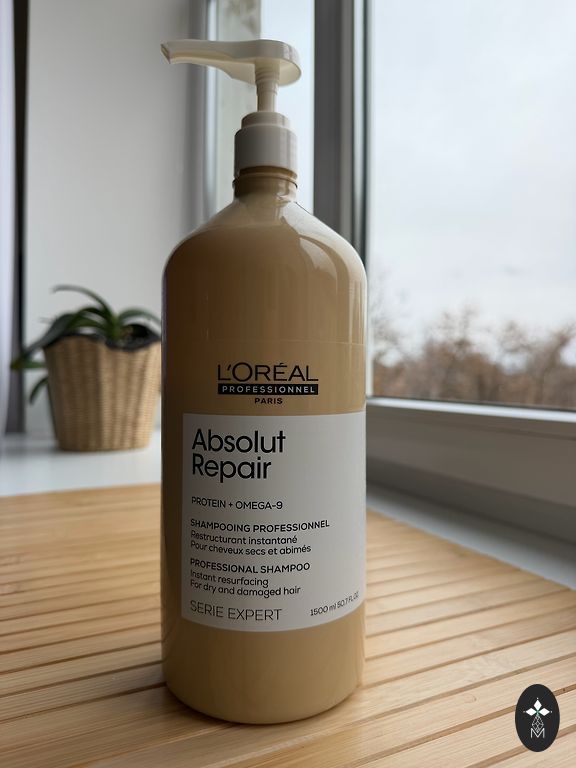 L'ORÉAL
PROFESSIONNEL
PARIS
Absolut
Repair
PROTEIN + OMEGA-9
SHAMPOOING PROFESSIONNEL
Restructurant instantané
Pour cheveux secs et abimés
PROFESSIONAL SHAMPOO
Instant resurfacing
For dry and damaged hair
SERIE EXPERT
1500 ml 50.7 FL.OZ
M